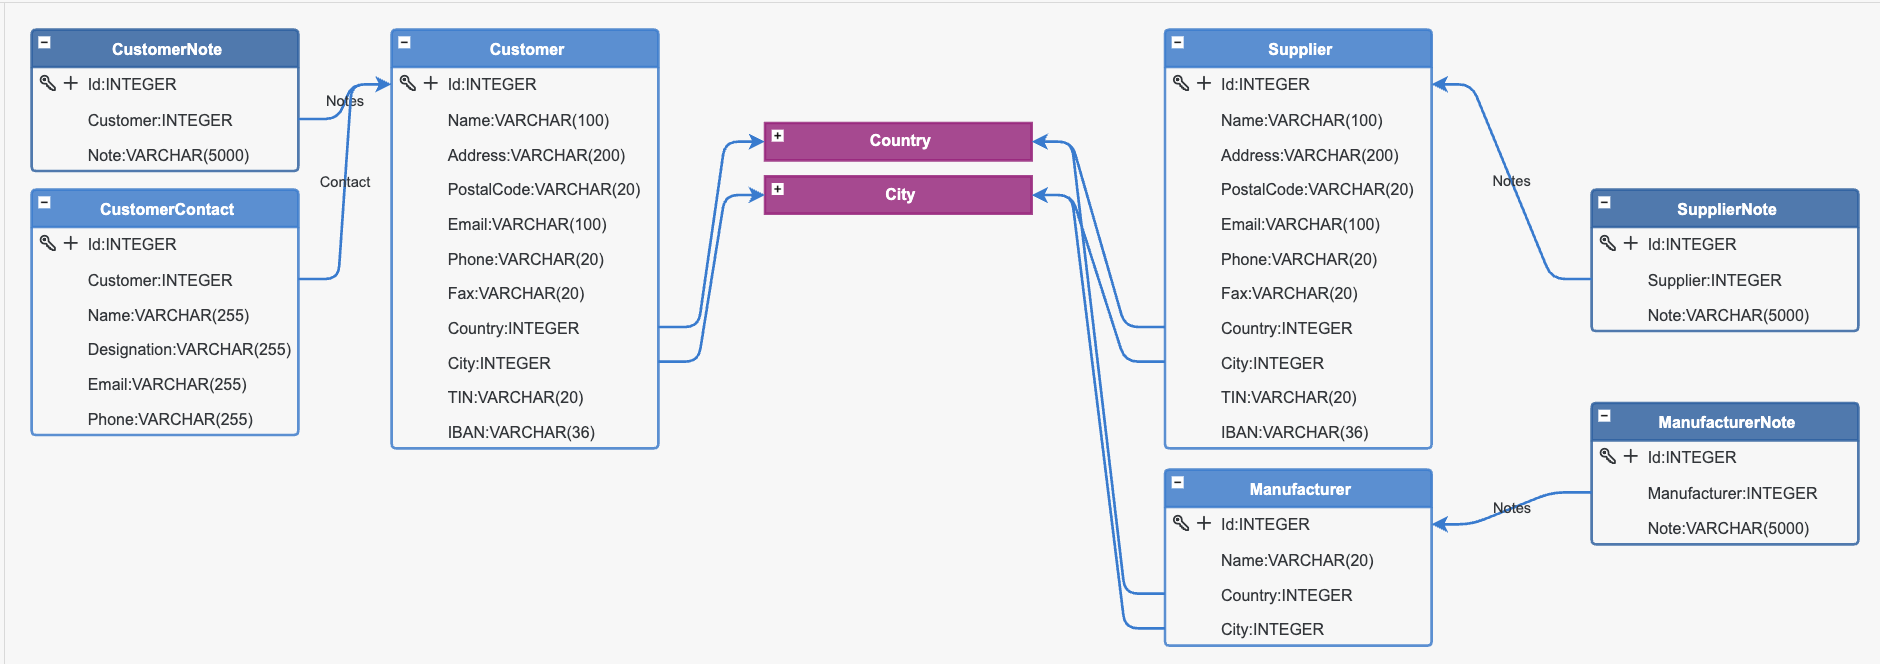 CustomerNote
Id:INTEGER
Customer:INTEGER
Note:VARCHAR(5000)
CustomerContact
Id:INTEGER
Customer:INTEGER
Name:VARCHAR(255)
Designation:VARCHAR(255)
Email:VARCHAR(255)
Phone:VARCHAR(255)
Notes
Contact
Customer
Id:INTEGER
Name:VARCHAR(100)
Address:VARCHAR(200)
PostalCode:VARCHAR(20)
Email:VARCHAR(100)
Phone:VARCHAR(20)
Fax:VARCHAR(20)
Country:INTEGER
City:INTEGER
TIN:VARCHAR(20)
IBAN:VARCHAR(36)
Country
City
Supplier
Id:INTEGER
Name:VARCHAR(100)
Address:VARCHAR(200)
PostalCode:VARCHAR(20)
Email:VARCHAR(100)
Phone:VARCHAR(20)
Fax:VARCHAR(20)
Country:INTEGER
City:INTEGER
TIN:VARCHAR(20)
IBAN:VARCHAR(36)
Manufacturer
Id:INTEGER
Name:VARCHAR(20)
Country:INTEGER
City:INTEGER
Notes
Notes
SupplierNote
Id:INTEGER
Supplier:INTEGER
Note:VARCHAR(5000)
ManufacturerNote
Id:INTEGER
Manufacturer:INTEGER
Note:VARCHAR(5000)